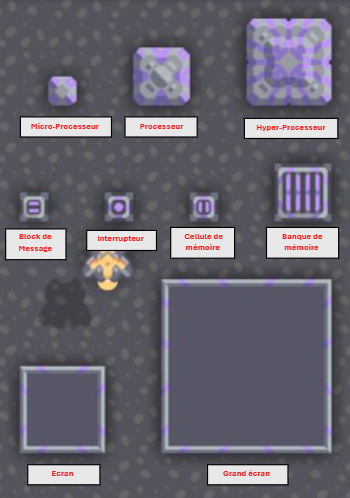 Micro-Processeur
Processeur
Hyper-Processeur
Block de
Message
Interrupteur
Cellule de
mémoire
Banque de
mémoire
Ecran
Grand écran